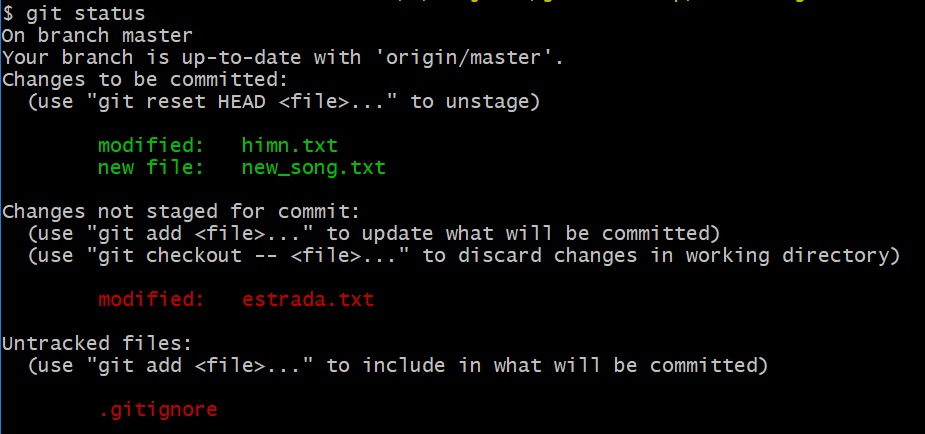 $ git status
On branch master
Your branch is up-to-date with 'origin/master'.
Changes to be committed:
  (use "git reset HEAD <file>..." to unstage)

        modified:   himn.txt
        new file:   new_song.txt

Changes not staged for commit:
  (use "git add <file>..." to update what will be committed)
  (use "git checkout -- <file>..." to discard changes in working directory)

        modified:   estrada.txt

Untracked files:
  (use "git add <file>..." to include in what will be committed)

        .gitignore